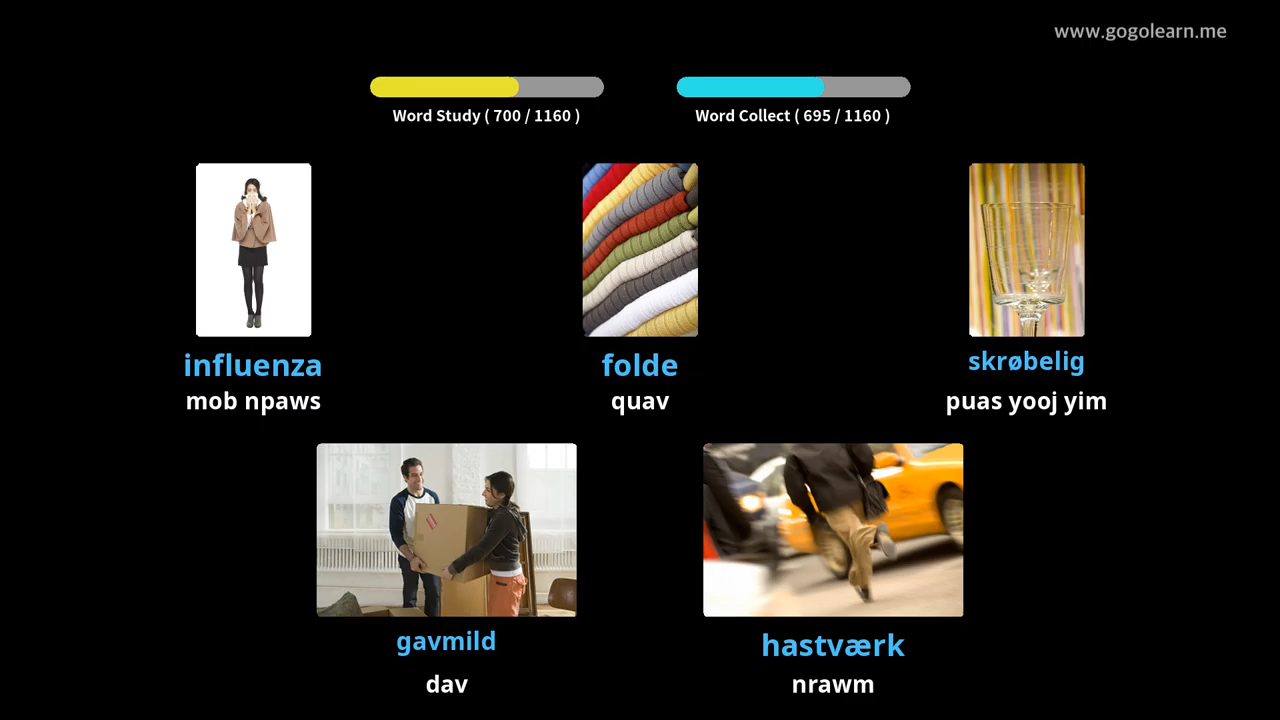 www.gogolearn.me
Word Study ( 700 / 1160 )
Word Collect ( 695 / 1160 )
influenza
mob npaws
folde
quav
skrøbelig
puas yooj yim
gavmild
dav
hastværk
nrawm